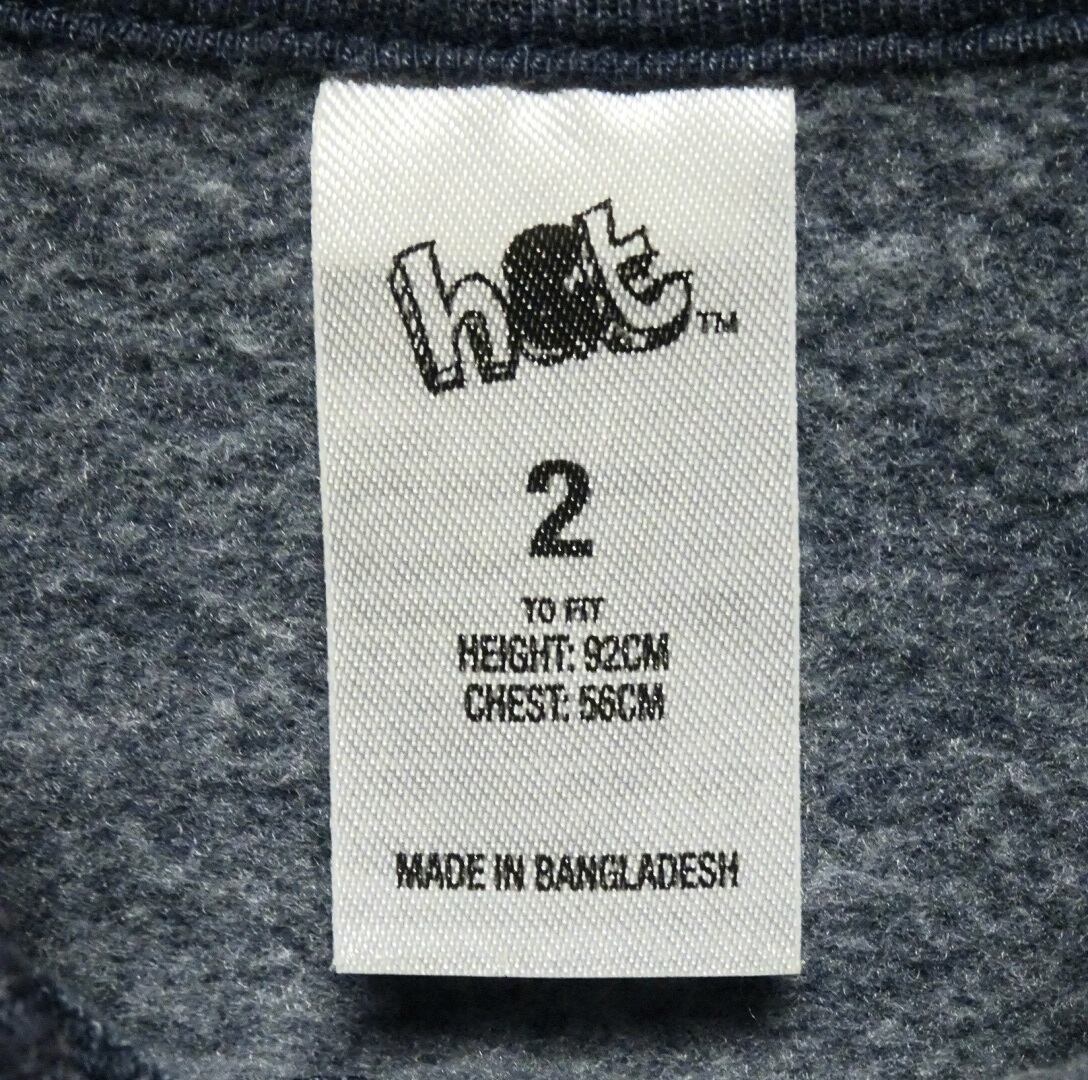 hot™
2
TO FIT
HEIGHT: 92CM
CHEST: 56CM
MADE IN BANGLADESH